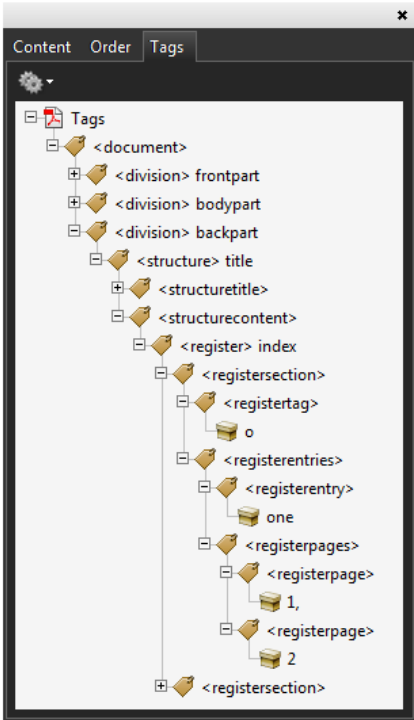 Content Order Tags
Tags
<document>
<division> frontpart
<division> bodypart
<division> backpart
<structure> title
<structuretitle>
<structurecontent>
<register> index
<registersection>
<registertag>
o
<registerentries>
<registerentry>
one
<registerpages>
<registerpage>
1,
<registerpage>
2
<registersection>